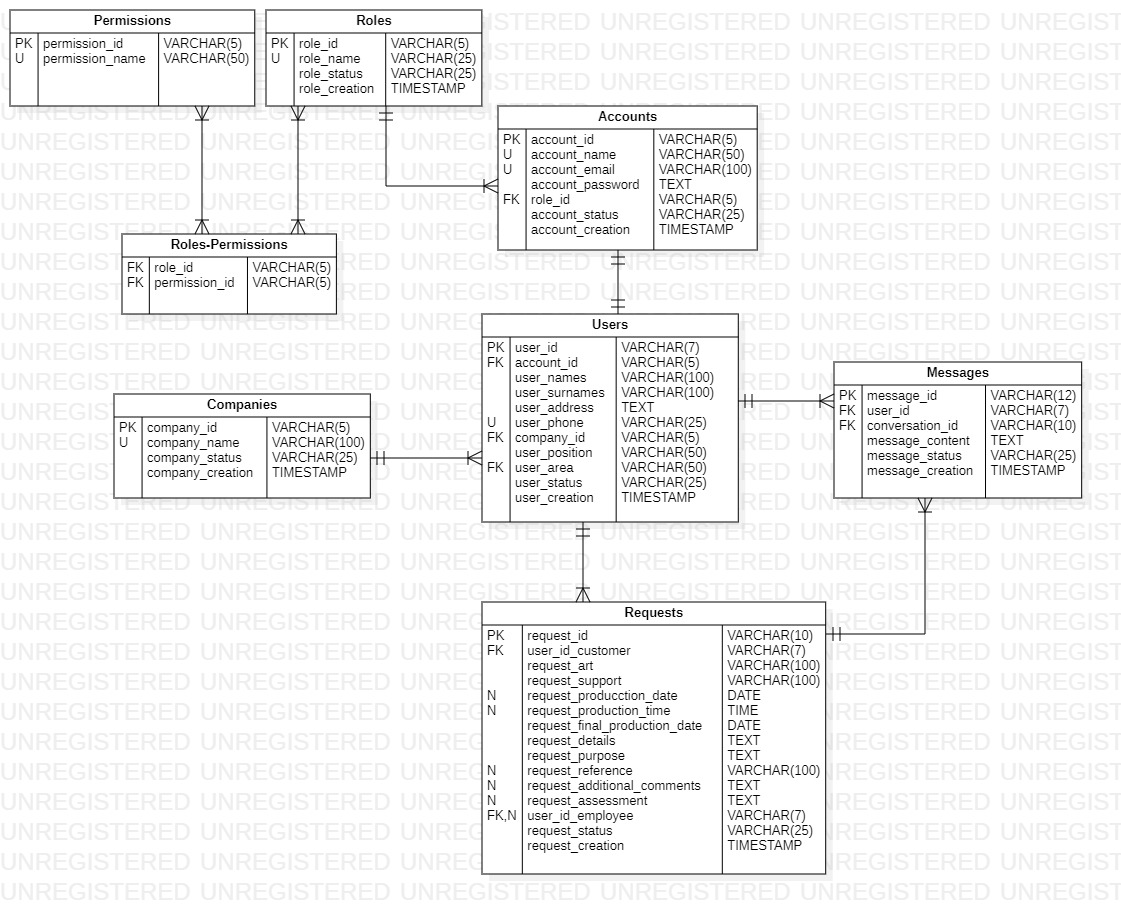 Permissions
PK permission_id VARCHAR(5)
U permission_name VARCHAR(50)
Roles
PK role_id VARCHAR(5)
U role_name VARCHAR(25)
role_status VARCHAR(25)
role_creation TIMESTAMP
Accounts
PK account_id VARCHAR(5)
U account_name VARCHAR(50)
U account_email VARCHAR(100)
account_password TEXT
FK role_id VARCHAR(5)
account_status VARCHAR(25)
account_creation TIMESTAMP
Roles-Permissions
FK role_id VARCHAR(5)
FK permission_id VARCHAR(5)
Users
PK user_id VARCHAR(7)
FK account_id VARCHAR(5)
user_names VARCHAR(100)
user_surnames VARCHAR(100)
user_address TEXT
U user_phone VARCHAR(25)
FK company_id VARCHAR(5)
user_position VARCHAR(50)
FK user_area VARCHAR(50)
user_status VARCHAR(25)
user_creation TIMESTAMP
Messages
PK message_id VARCHAR(12)
FK user_id VARCHAR(7)
FK conversation_id VARCHAR(10)
message_content TEXT
message_status VARCHAR(25)
message_creation TIMESTAMP
Companies
PK company_id VARCHAR(5)
U company_name VARCHAR(100)
company_status VARCHAR(25)
company_creation TIMESTAMP
Requests
PK request_id VARCHAR(10)
FK user_id_customer VARCHAR(7)
request_art VARCHAR(100)
request_support VARCHAR(100)
N request_producction_date DATE
N request_production_time TIME
request_final_production_date DATE
request_details TEXT
request_purpose TEXT
N request_reference VARCHAR(100)
N request_additional_comments TEXT
N request_assessment TEXT
FK,N user_id_employee VARCHAR(7)
request_status VARCHAR(25)
request_creation TIMESTAMP
UNREGISTERED